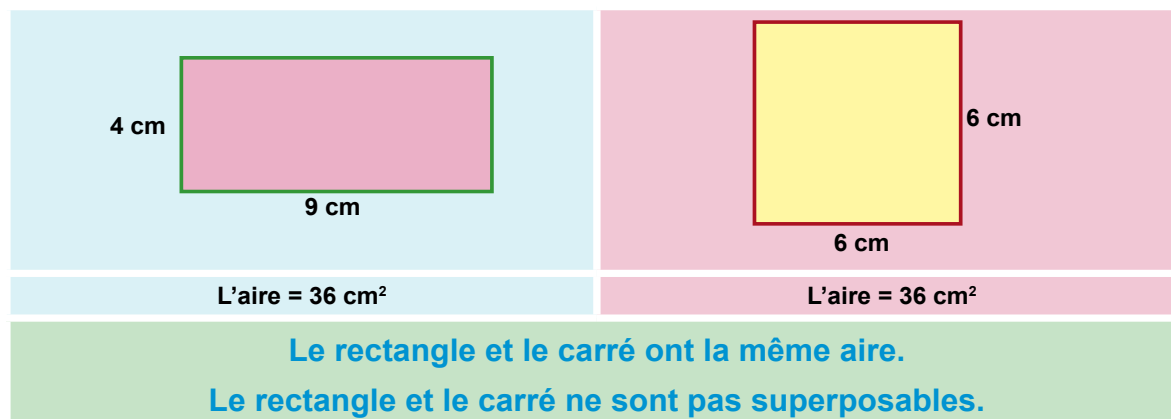 4 cm
9 cm
6 cm
6 cm
L’aire = 36 cm²
L’aire = 36 cm²
Le rectangle et le carré ont la même aire.
Le rectangle et le carré ne sont pas superposables.